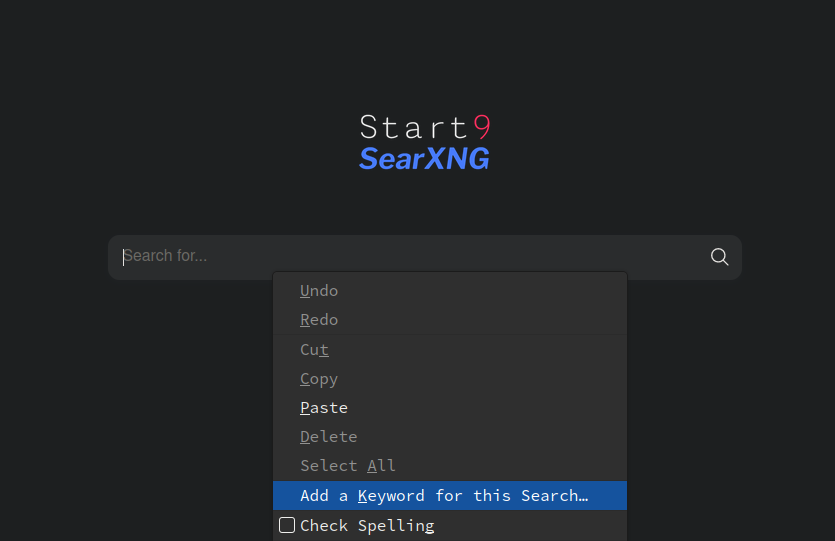 Start9
SearXNG
Search for...
Undo
Redo
Cut
Copy
Paste
Delete
Select All
Add a Keyword for this Search…
Check Spelling